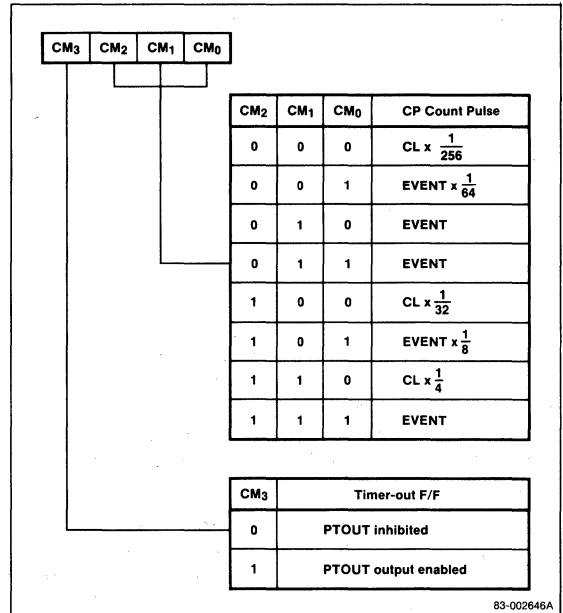 CM3 CM2 CM1 CM0
CM2 CM1 CM0 CP Count Pulse
0 0 0 CL x 1/256
0 0 1 EVENT x 1/64
0 1 0 EVENT
0 1 1 EVENT
1 0 0 CL x 1/32
1 0 1 EVENT x 1/8
1 1 0 CL x 1/4
1 1 1 EVENT
CM3 Timer-out F/F
0 PTOUT inhibited
1 PTOUT output enabled
83-002646A